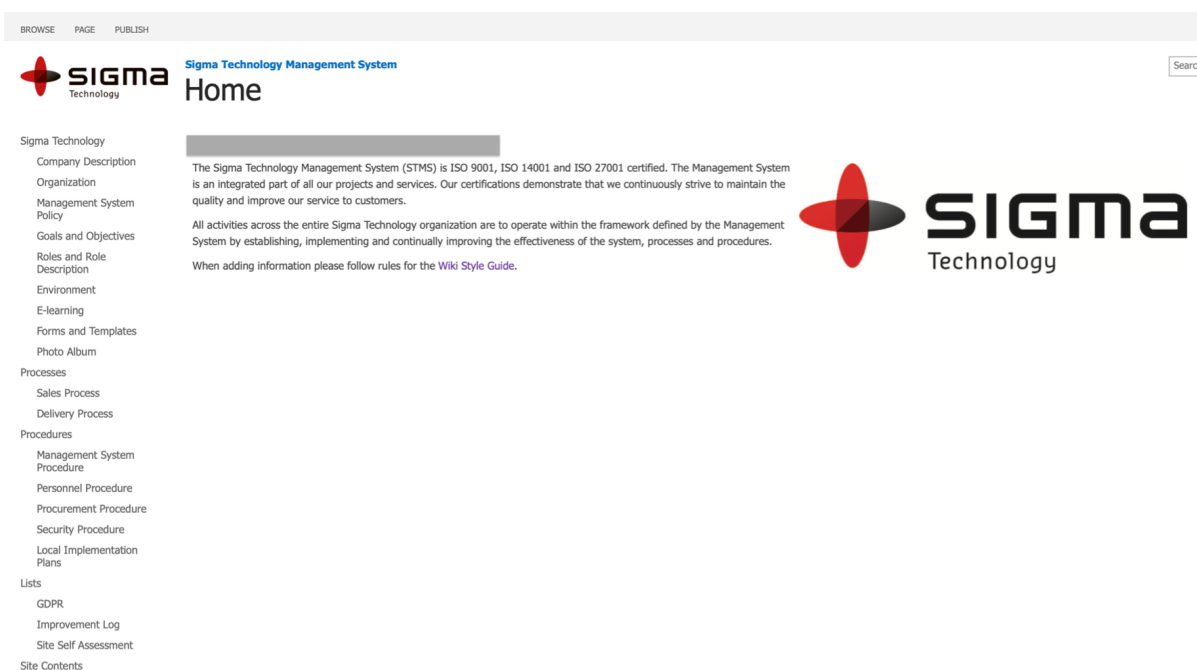 BROWSE PAGE PUBLISH
sigma
Technology
Sigma Technology Management System
Home
Searc
Sigma Technology
Company Description
Organization
Management System
Policy
Goals and Objectives
Roles and Role
Description
Environment
E-learning
Forms and Templates
Photo Album
Processes
Sales Process
Delivery Process
Procedures
Management System
Procedure
Personnel Procedure
Procurement Procedure
Security Procedure
Local Implementation
Plans
Lists
GDPR
Improvement Log
Site Self Assessment
Site Contents
The Sigma Technology Management System (STMS) is ISO 9001, ISO 14001 and ISO 27001 certified. The Management System
is an integrated part of all our projects and services. Our certifications demonstrate that we continuously strive to maintain the
quality and improve our service to customers.
All activities across the entire Sigma Technology organization are to operate within the framework defined by the Management
System by establishing, implementing and continually improving the effectiveness of the system, processes and procedures.
When adding information please follow rules for the Wiki Style Guide.
sigma
Technology